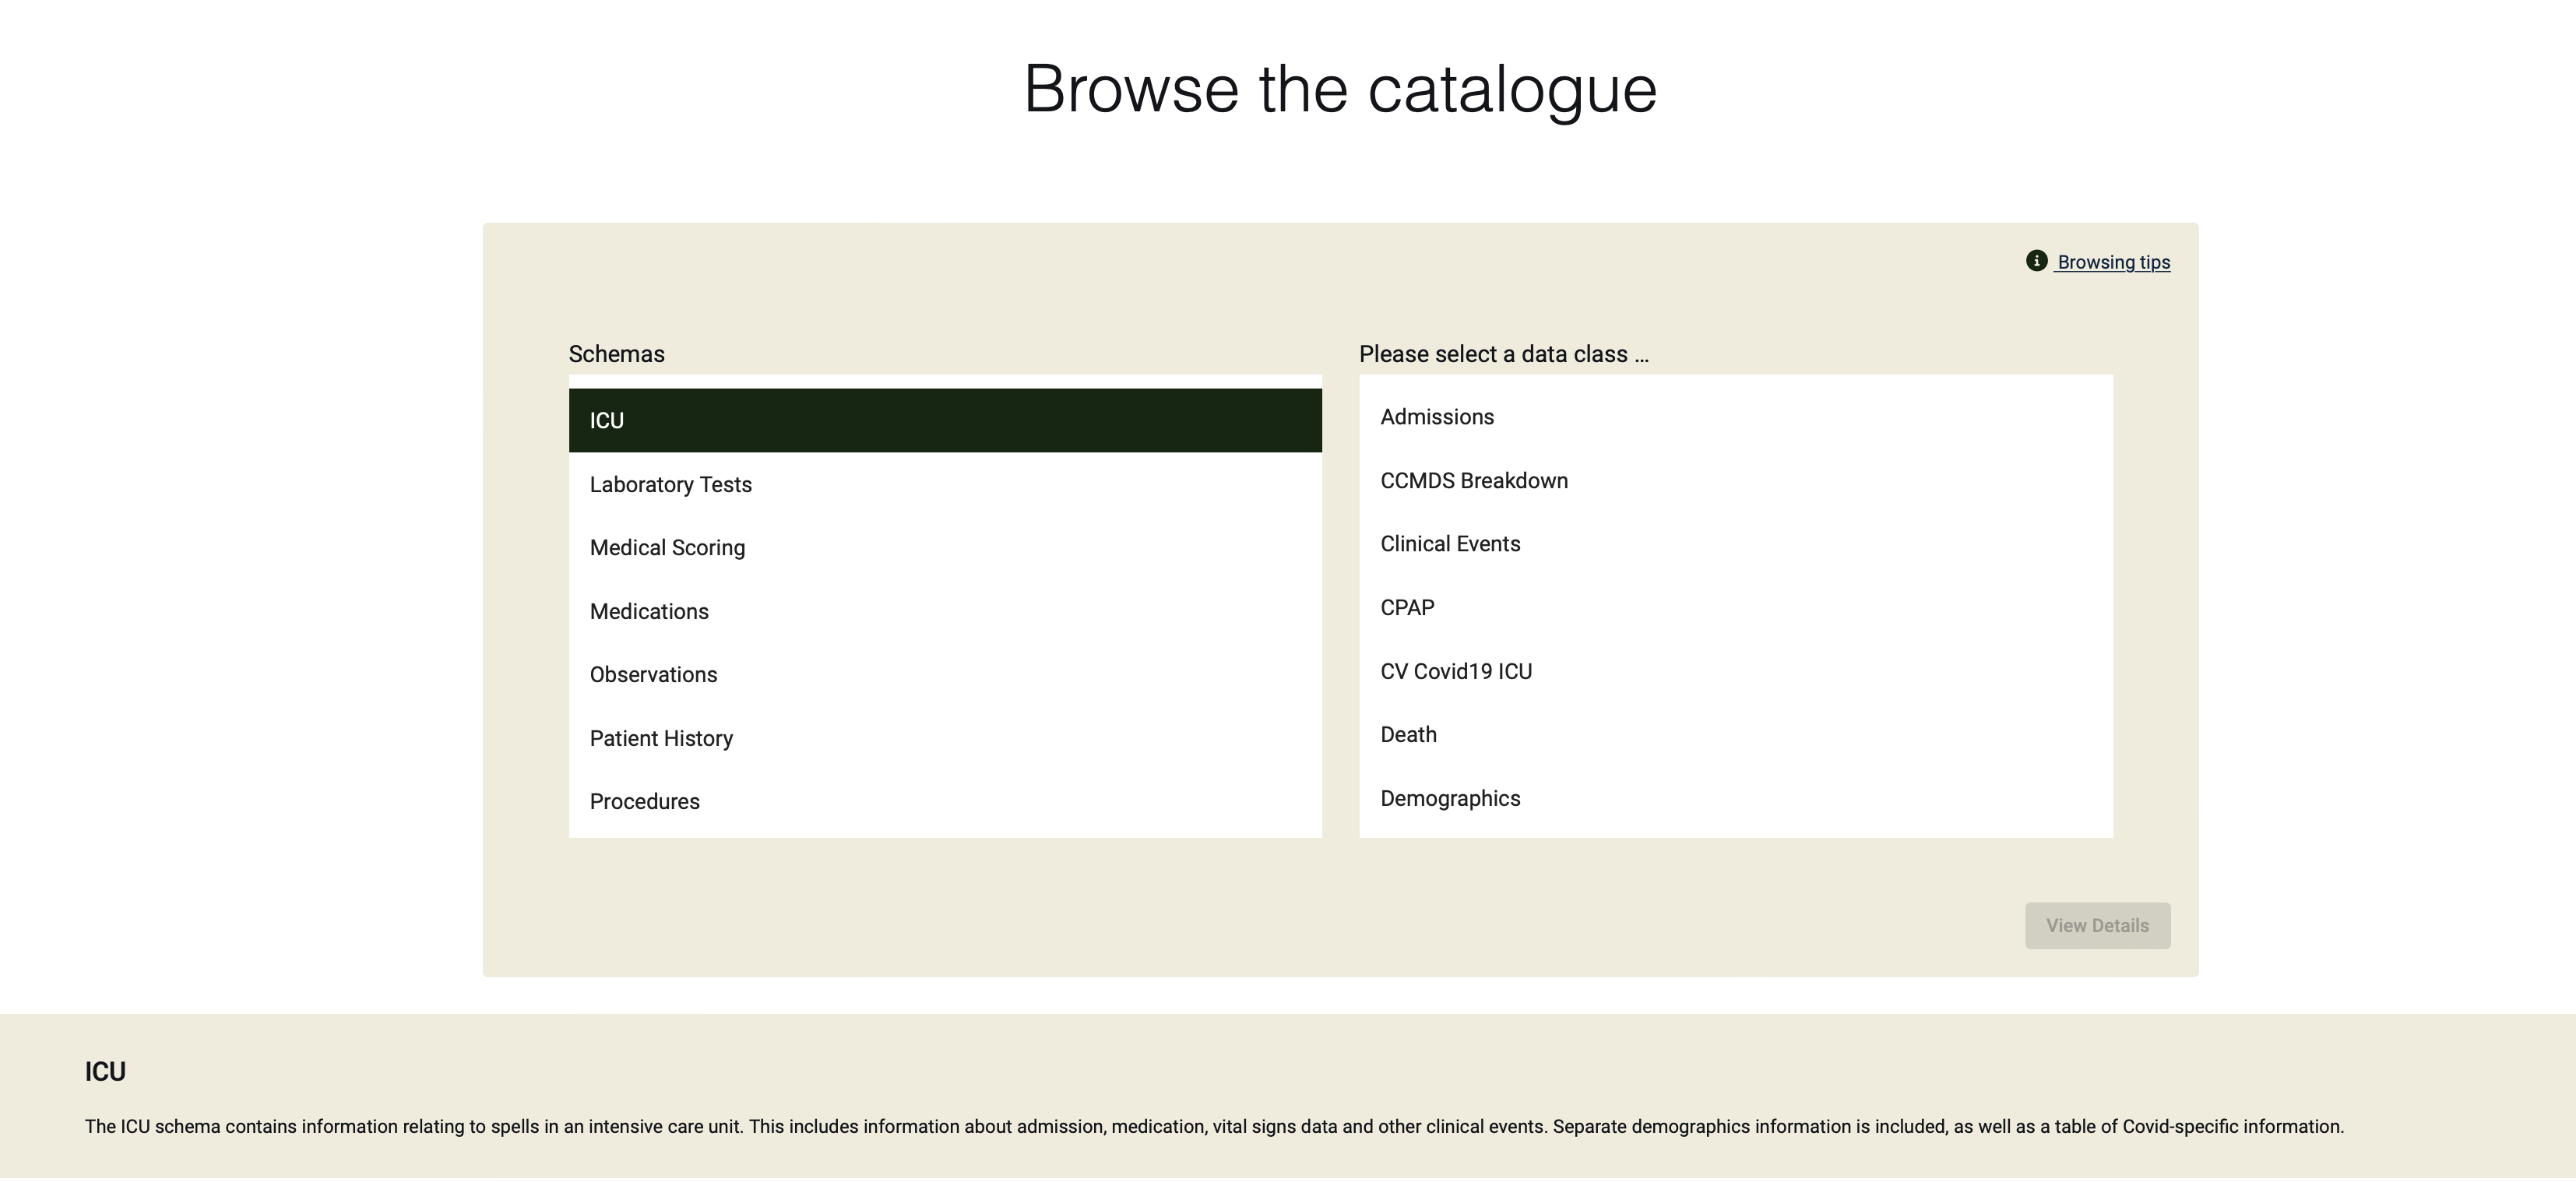 Browse the catalogue
Browsing tips
Schemas
ICU
Laboratory Tests
Medical Scoring
Medications
Observations
Patient History
Procedures
Please select a data class ...
Admissions
CCMDS Breakdown
Clinical Events
CPAP
CV Covid19 ICU
Death
Demographics
View Details
ICU
The ICU schema contains information relating to spells in an intensive care unit. This includes information about admission, medication, vital signs data and other clinical events. Separate demographics information is included, as well as a table of Covid-specific information.